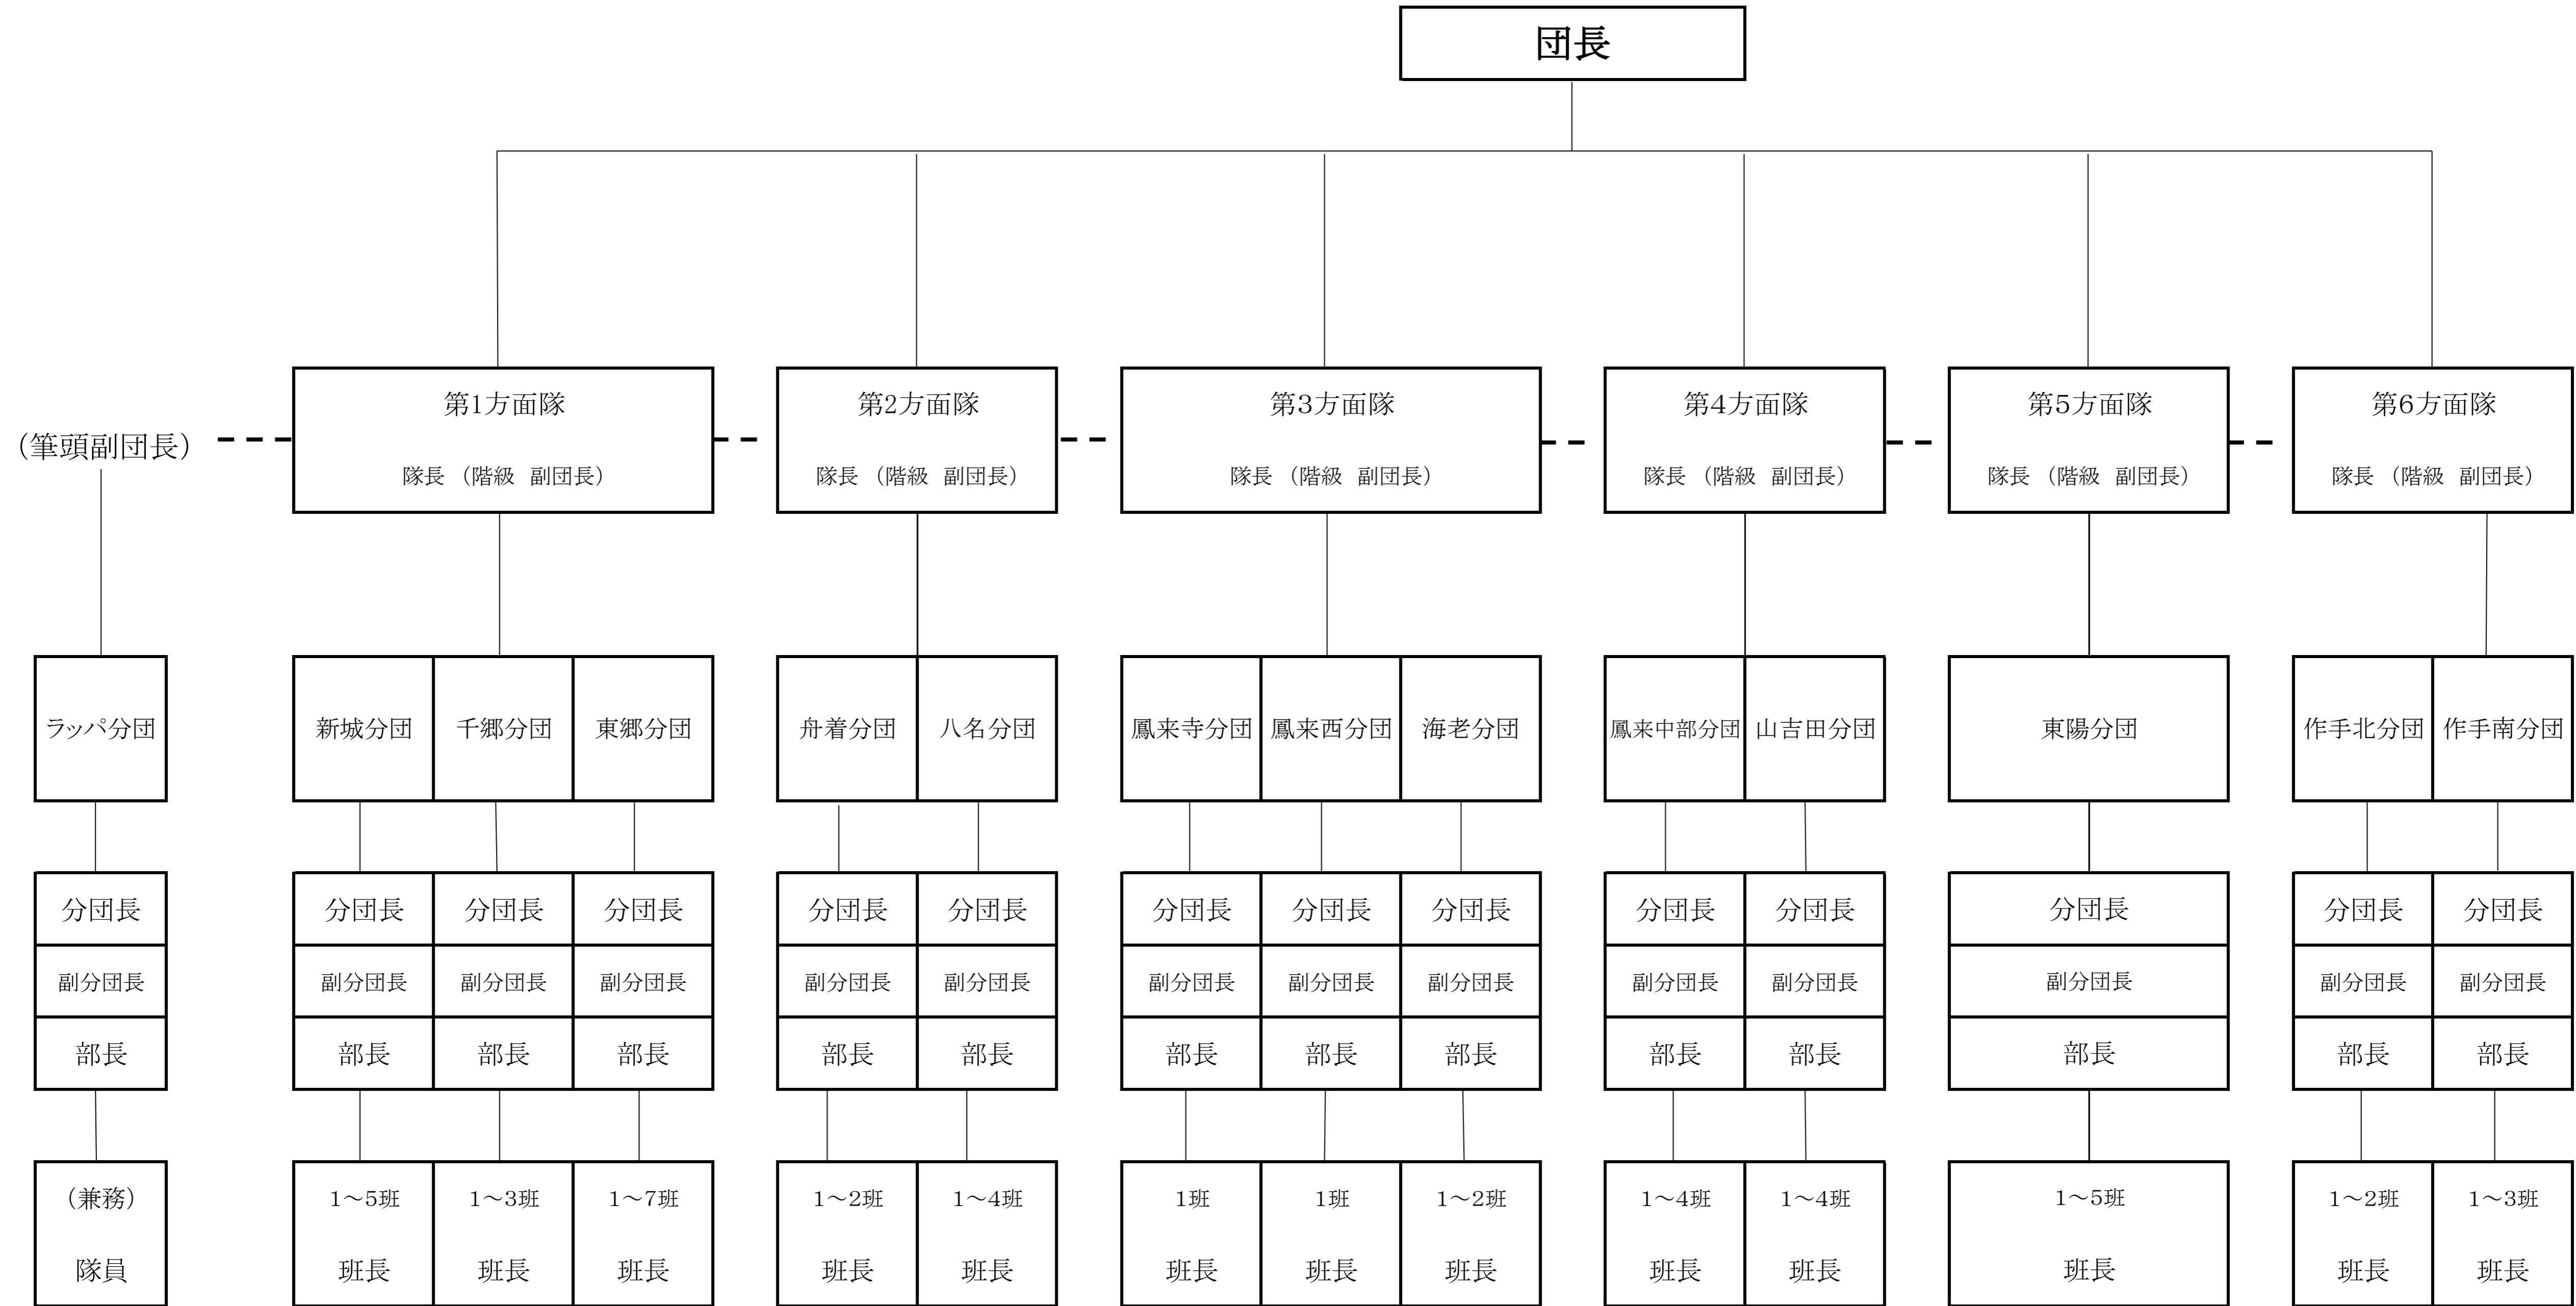 団長
第1方面隊
第2方面隊
第3方面隊
第4方面隊
第5方面隊
第6方面隊
（筆頭副団長）
隊長（階級 副団長）
隊長（階級 副団長）
隊長（階級 副団長）
隊長（階級 副団長）
隊長（階級 副団長）
隊長（階級 副団長）
ラッパ分団
新城分団
千郷分団
東郷分団
舟着分団
八名分団
鳳来寺分団
鳳来西分団
海老分団
鳳来中部分団
山吉田分団
東陽分団
作手北分団
作手南分団
分団長
分団長
分団長
分団長
分団長
分団長
分団長
分団長
分団長
分団長
分団長
分団長
分団長
分団長
副分団長
副分団長
副分団長
副分団長
副分団長
副分団長
副分団長
副分団長
副分団長
副分団長
副分団長
副分団長
副分団長
副分団長
部長
部長
部長
部長
部長
部長
部長
部長
部長
部長
部長
部長
部長
部長
（兼務）
1～5班
1～3班
1～7班
1～2班
1～4班
1班
1班
1～2班
1～4班
1～4班
1～5班
1～2班
1～3班
隊員
班長
班長
班長
班長
班長
班長
班長
班長
班長
班長
班長
班長
班長